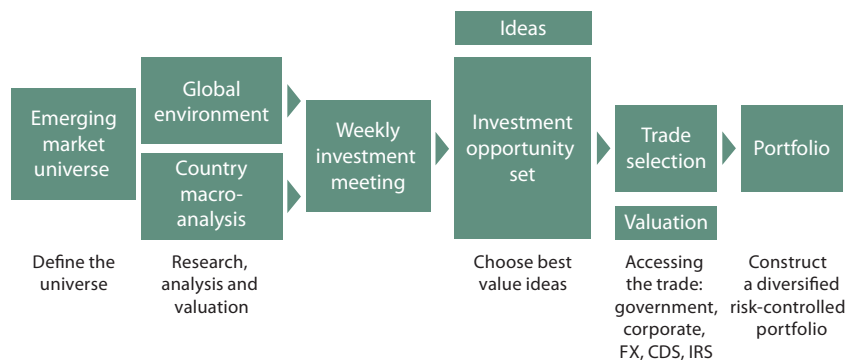 Emerging
market
universe
Define the
universe
Global
environment
Country
macro-
analysis
Research,
analysis and
valuation
Weekly
investment
meeting
Ideas
Investment
opportunity
set
Choose best
value ideas
Trade
selection
Valuation
Accessing
the trade:
government,
corporate,
FX, CDS, IRS
Portfolio
Construct
a diversified
risk-controlled
portfolio